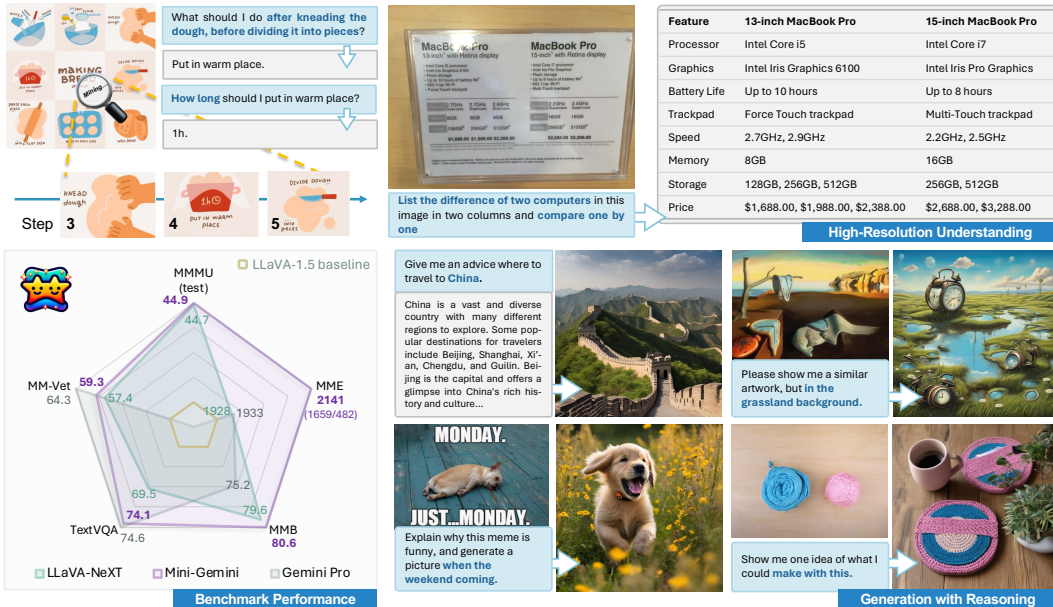 What should I do after kneading the
dough, before dividing it into pieces?
Put in warm place.
How long should I put in warm place?
1h.
MAKING
BREAD
Mining...
Step 3 4 5
KNEAD
dough
1h
PUT IN WARM
PLACE
DIVIDE DOUGH
INTO
PIECES
MacBook Pro
13-inch with Retina display
MacBook Pro
15-inch with Retina display
List the difference of two computers in this
image in two columns and compare one by
one
Feature 13-inch MacBook Pro 15-inch MacBook Pro
Processor Intel Core i5 Intel Core i7
Graphics Intel Iris Graphics 6100 Intel Iris Pro Graphics
Battery Life Up to 10 hours Up to 8 hours
Trackpad Force Touch trackpad Multi-Touch trackpad
Speed 2.7GHz, 2.9GHz 2.2GHz, 2.5GHz
Memory 8GB 16GB
Storage 128GB, 256GB, 512GB 256GB, 512GB
Price $1,688.00, $1,988.00, $2,388.00 $2,688.00, $3,288.00
High-Resolution Understanding
LLaVA-1.5 baseline
MMMU
(test)
44.9
44.7
MM-Vet
64.3
59.3
57.4
MME
2141
(1659/482)
1928
1933
69.5
75.2
79.6
TextVQA
74.1
74.6
MMB
80.6
LLaVA-NeXT Mini-Gemini Gemini Pro
Benchmark Performance
Give me an advice where to
travel to China.
China is a vast and diverse
country with many different
regions to explore. Some pop-
ular destinations for travelers
include Beijing, Shanghai, Xi'-
an, Chengdu, and Guilin. Bei-
jing is the capital and offers a
glimpse into China's rich his-
tory and culture...
Please show me a similar
artwork, but in the
grassland background.
MONDAY.
JUST...MONDAY.
Explain why this meme is
funny, and generate a
picture when the
weekend coming.
Show me one idea of what I
could make with this.
Generation with Reasoning